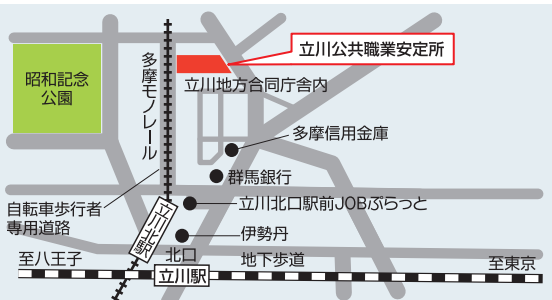 立川公共職業安定所
昭和記念
公園
多摩モノレール
立川地方合同庁舎内
多摩信用金庫
群馬銀行
立川北口駅前JOBぷらっと
自転車歩行者
専用道路
立川北駅
伊勢丹
北口
地下歩道
至八王子
立川駅
至東京